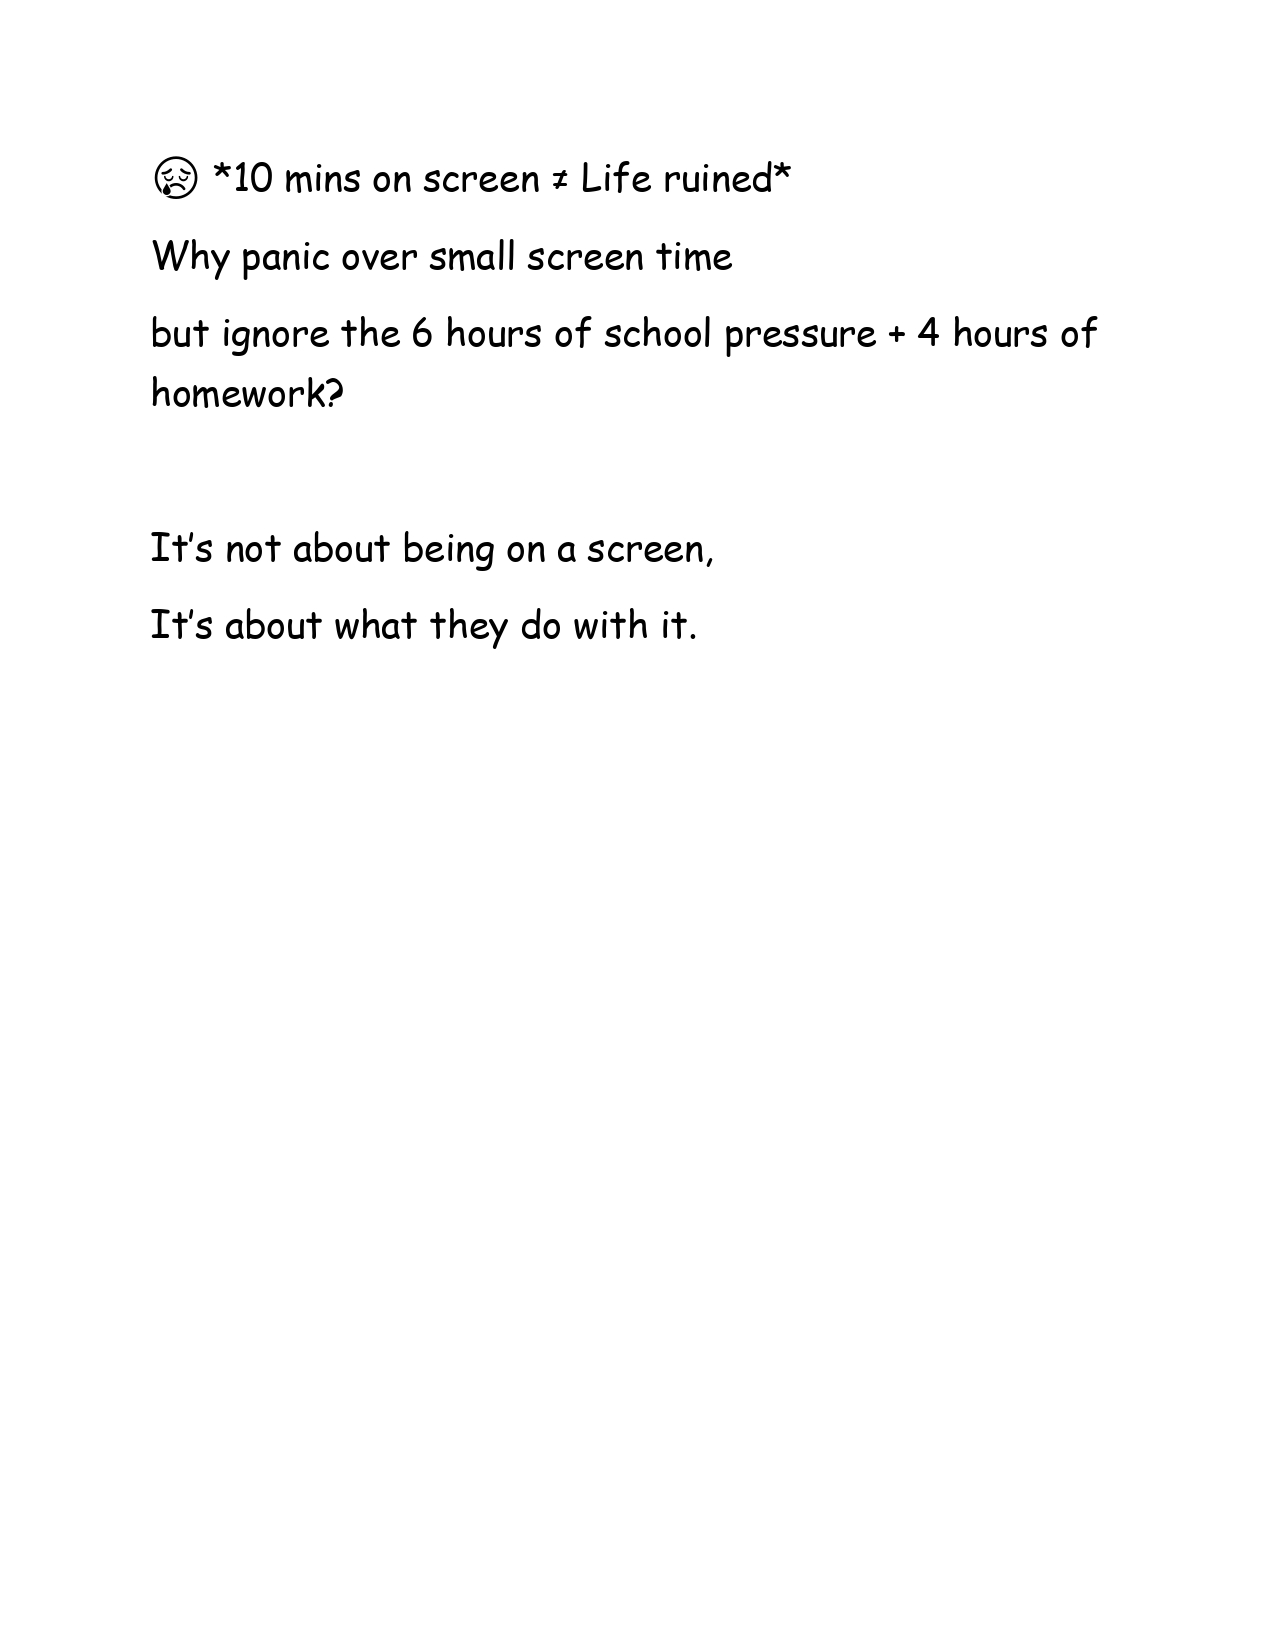 😥 *10 mins on screen ≠ Life ruined*
Why panic over small screen time
but ignore the 6 hours of school pressure + 4 hours of
homework?
It’s not about being on a screen,
It’s about what they do with it.